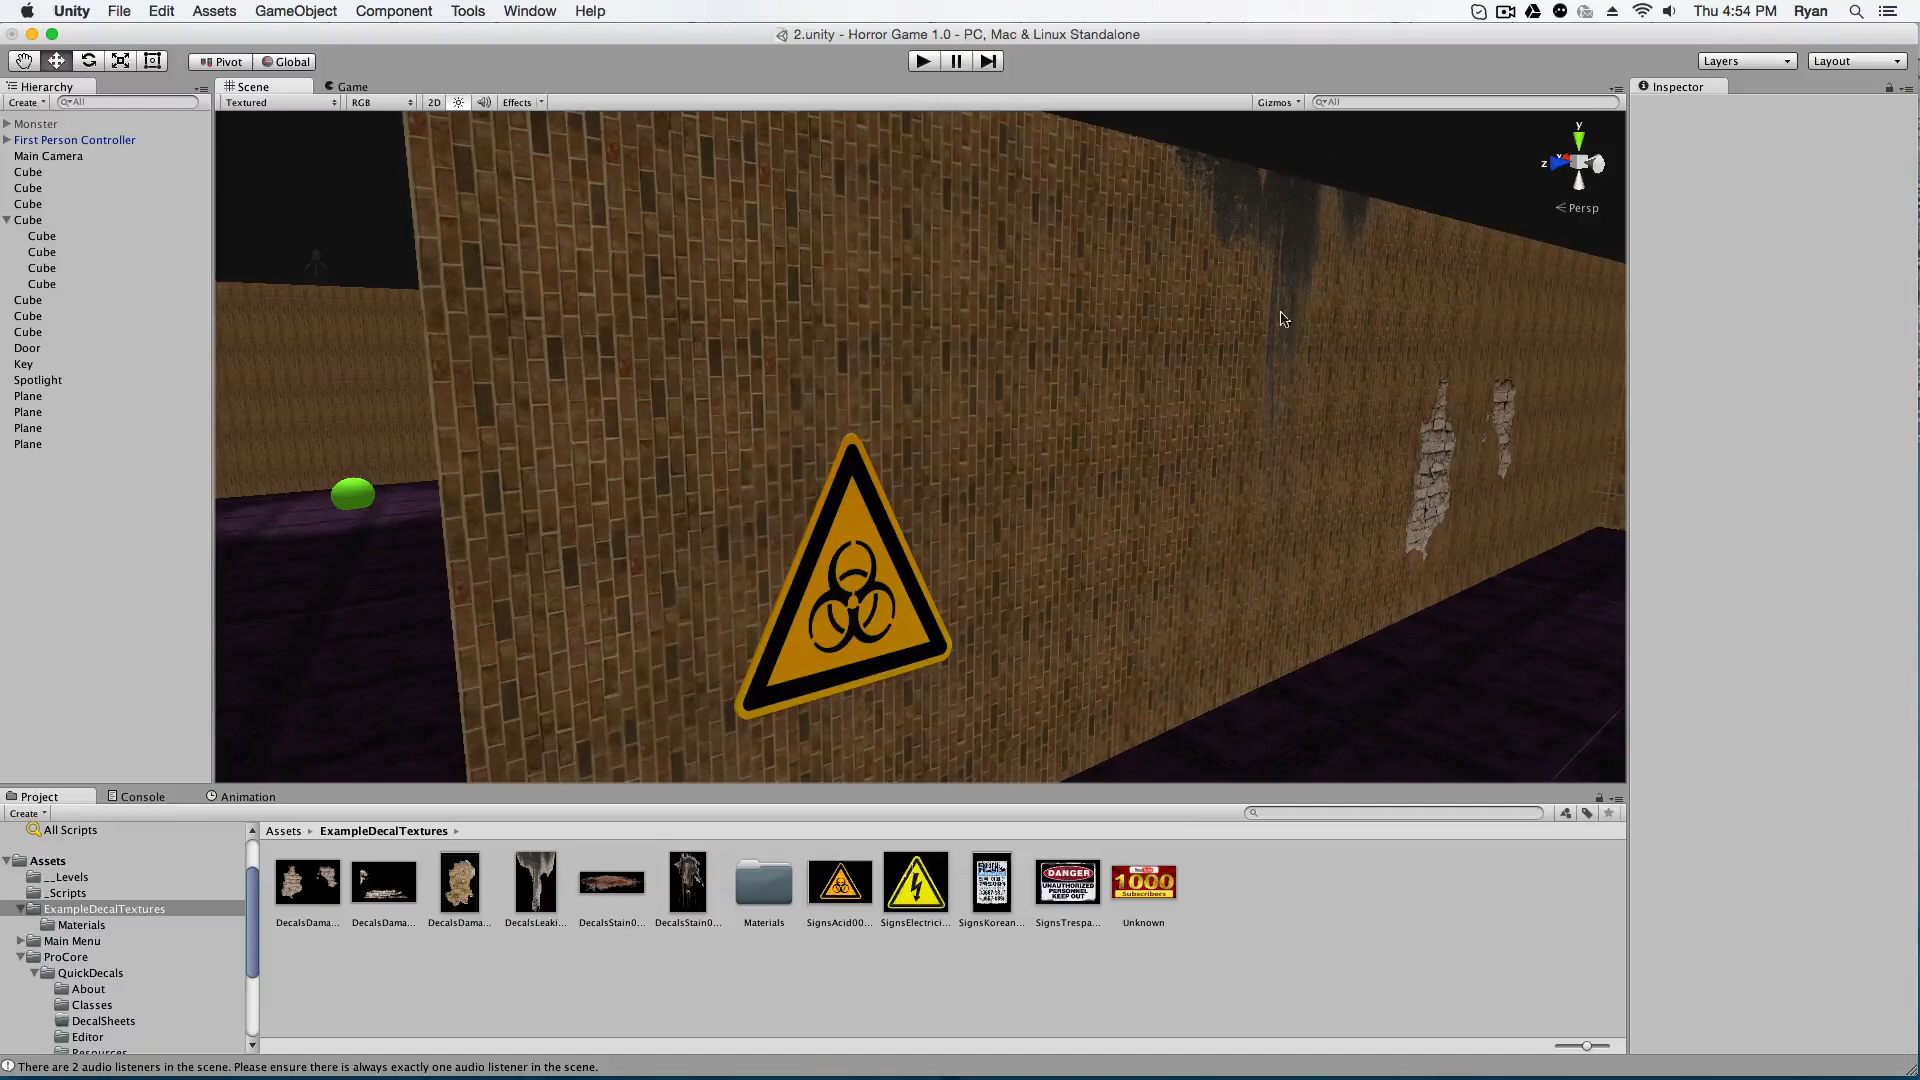 Unity File Edit Assets GameObject Component Tools Window Help Thu 4:54 PM Ryan
2.unity - Horror Game 1.0 - PC, Mac & Linux Standalone
Pivot Global Layers Layout
Hierarchy Scene Game Inspector
Create All Textured RGB 2D Effects Gizmos All
Monster
First Person Controller
Main Camera
Cube
Cube
Cube
Cube
Cube
Cube
Cube
Cube
Cube
Cube
Cube
Door
Key
Spotlight
Plane
Plane
Plane
Plane
y
x
z
Persp
Project Console Animation
Create
All Scripts
Assets
__Levels
_Scripts
ExampleDecalTextures
Materials
Main Menu
ProCore
QuickDecals
About
Classes
DecalSheets
Editor
Resources
Assets ExampleDecalTextures
DANGER
UNAUTHORIZED
PERSONNEL
KEEP OUT
1000
Subscribers
DecalsDama... DecalsDama... DecalsDama... DecalsLeaki... DecalsStain0... DecalsStain0... Materials SignsAcid00... SignsElectrici... SignsKorean... SignsTrespa... Unknown
There are 2 audio listeners in the scene. Please ensure there is always exactly one audio listener in the scene.